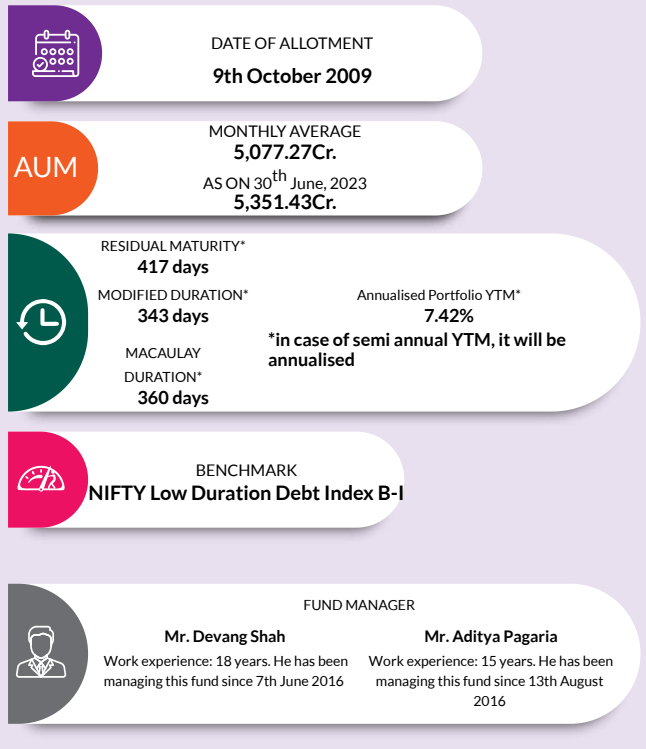 DATE OF ALLOTMENT
9th October 2009
AUM
MONTHLY AVERAGE
5,077.27Cr.
AS ON 30th June, 2023
5,351.43Cr.
RESIDUAL MATURITY*
417 days
MODIFIED DURATION*
343 days
MACAULAY
DURATION*
360 days
Annualised Portfolio YTM*
7.42%
*in case of semi annual YTM, it will be
annualised
BENCHMARK
NIFTY Low Duration Debt Index B-I
FUND MANAGER
Mr. Devang Shah
Work experience: 18 years. He has been
managing this fund since 7th June 2016
Mr. Aditya Pagaria
Work experience: 15 years. He has been
managing this fund since 13th August
2016